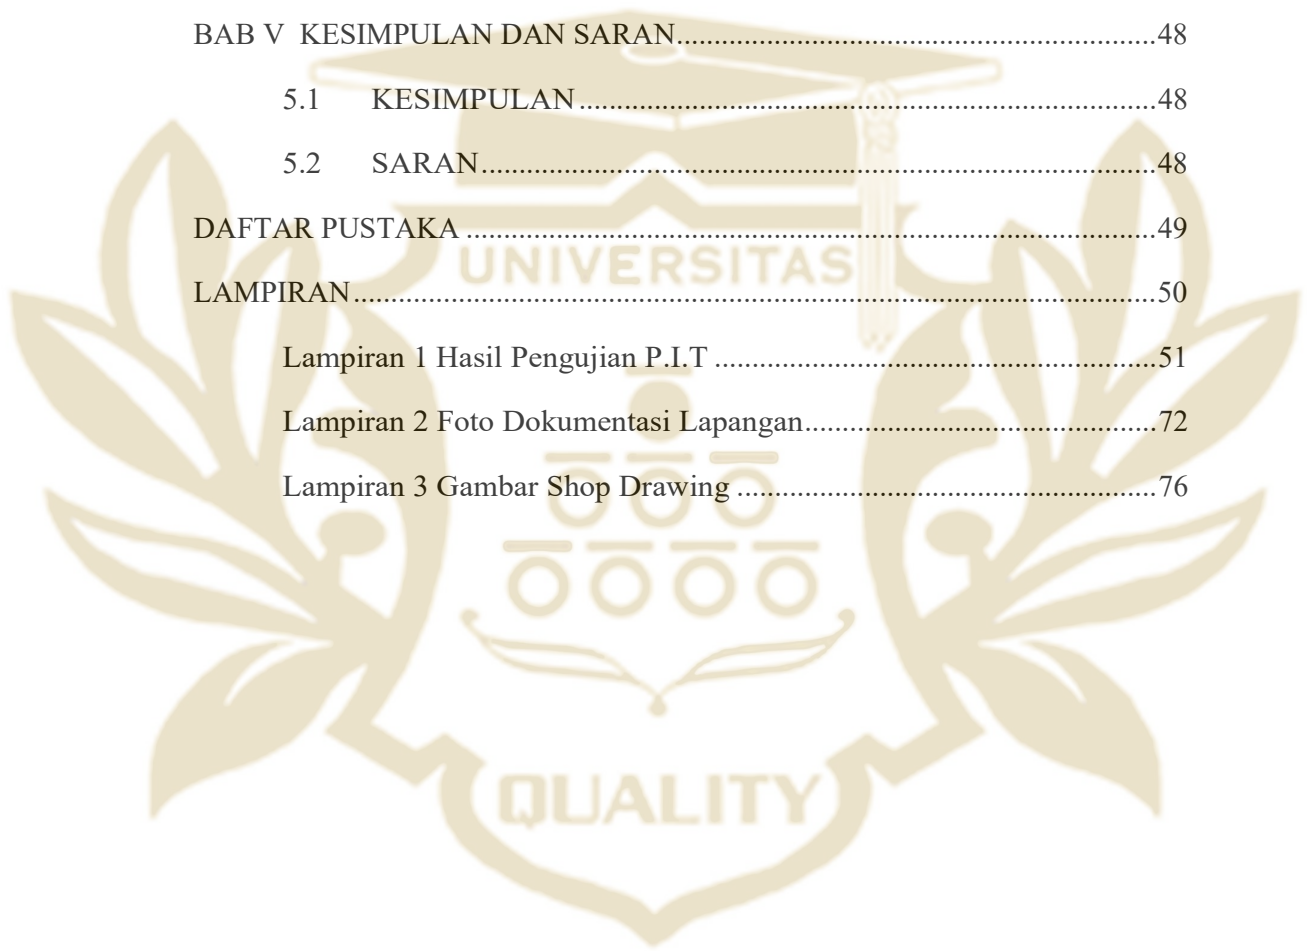 BAB V KESIMPULAN DAN SARAN............................................................48
5.1 KESIMPULAN........................................................................48
5.2 SARAN....................................................................................48
DAFTAR PUSTAKA ......................................................................................49
UNIVERSITAS
LAMPIRAN....................................................................................................50
Lampiran 1 Hasil Pengujian P.I.T .......................................................51
Lampiran 2 Foto Dokumentasi Lapangan............................................72
Lampiran 3 Gambar Shop Drawing ....................................................76
QUALITY